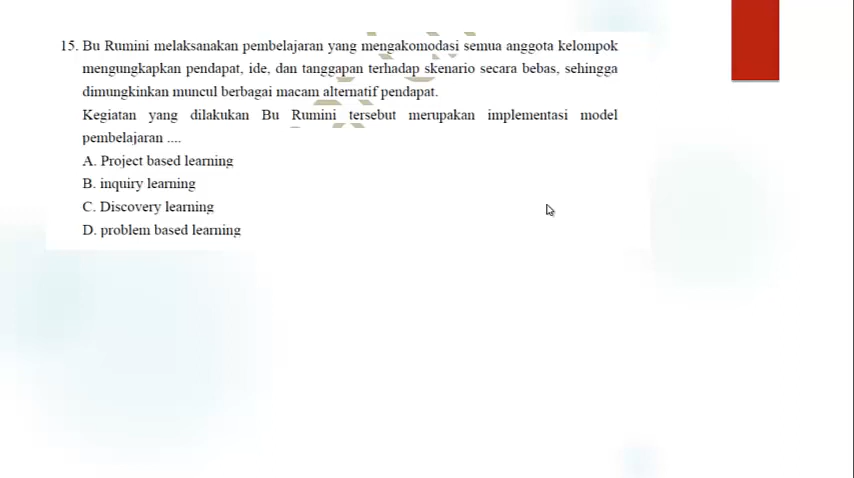 15. Bu Rumini melaksanakan pembelajaran yang mengakomodasi semua anggota kelompok
mengungkapkan pendapat, ide, dan tanggapan terhadap skenario secara bebas, sehingga
dimungkinkan muncul berbagai macam alternatif pendapat.
Kegiatan yang dilakukan Bu Rumini tersebut merupakan implementasi model
pembelajaran ....
A. Project based learning
B. inquiry learning
C. Discovery learning
D. problem based learning